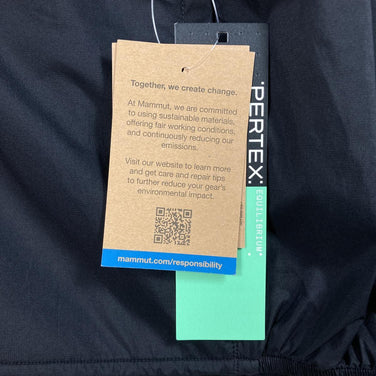 Together, we create change.
At Mammut, we are committed
to using sustainable materials,
offering fair working conditions,
and continuously reducing our
emissions.
Visit our website to learn more
and get care and repair tips
to further reduce your gear's
environmental impact.
mammut.com/responsibility
PERTEX
EQUILIBRIUM